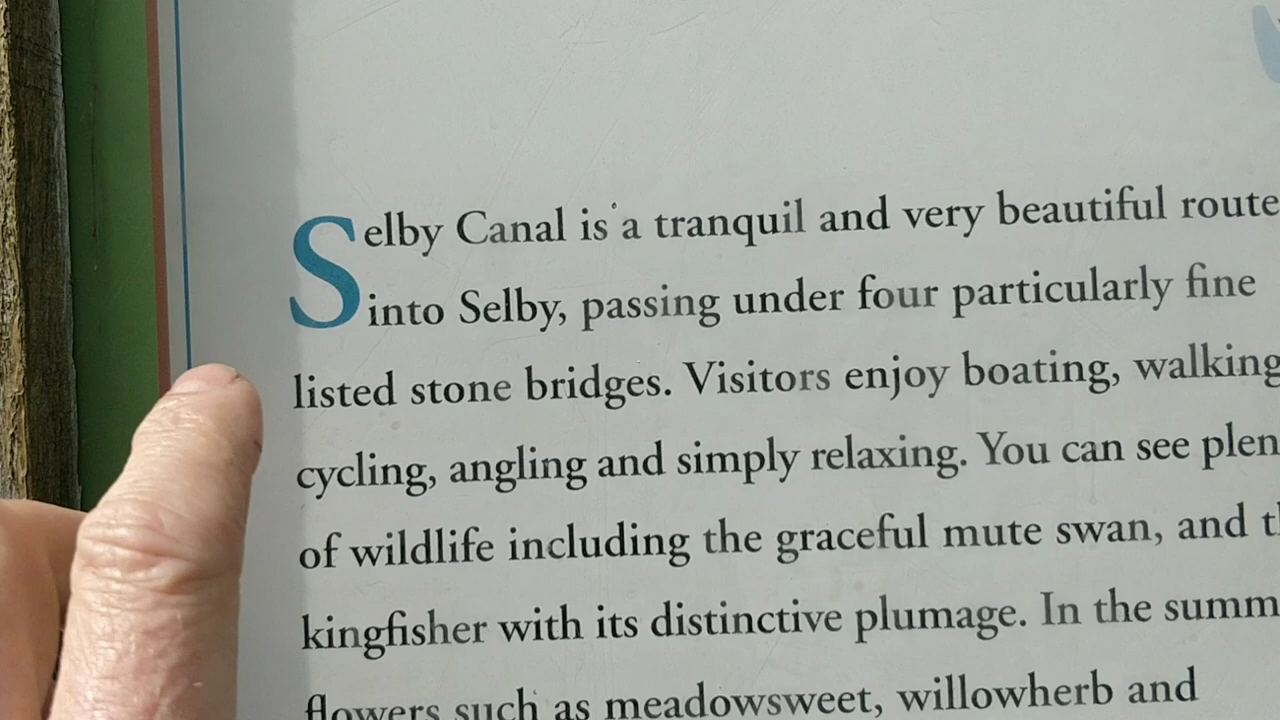 Selby Canal is a tranquil and very beautiful route
into Selby, passing under four particularly fine
listed stone bridges. Visitors enjoy boating, walking
cycling, angling and simply relaxing. You can see
of wildlife including the graceful mute swan, and
kingfisher with its distinctive plumage. In the
flowers such as meadowsweet, willowherb and